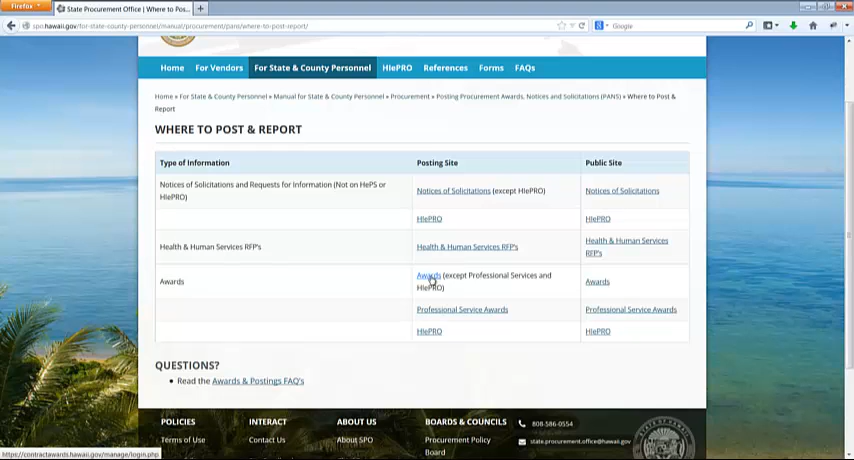 Firefox
State Procurement Office | Where to Pos...
spo.hawaii.gov/for-state-county-personnel/manual/procurement/pans/where-to-post-report/
Google
Home For Vendors For State & County Personnel HIePRO References Forms FAQs
Home » For State & County Personnel » Manual for State & County Personnel » Procurement » Posting Procurement Awards, Notices and Solicitations (PANS) » Where to Post &
Report
WHERE TO POST & REPORT
Type of Information Posting Site Public Site
Notices of Solicitations and Requests for Information (Not on HePS or
HIePRO)
Notices of Solicitations (except HIePRO)
Notices of Solicitations
HIePRO HIePRO
Health & Human Services RFP's
Health & Human Services RFP's
Health & Human Services
RFP's
Awards
Awards (except Professional Services and
HIePRO)
Awards
Professional Service Awards Professional Service Awards
HIePRO HIePRO
QUESTIONS?
• Read the Awards & Postings FAQ's
POLICIES INTERACT ABOUT US BOARDS & COUNCILS 808-586-0554
Terms of Use Contact Us About SPO Procurement Policy
Board
state.procurement.office@hawaii.gov
https://contractawards.hawaii.gov/manage/login.php